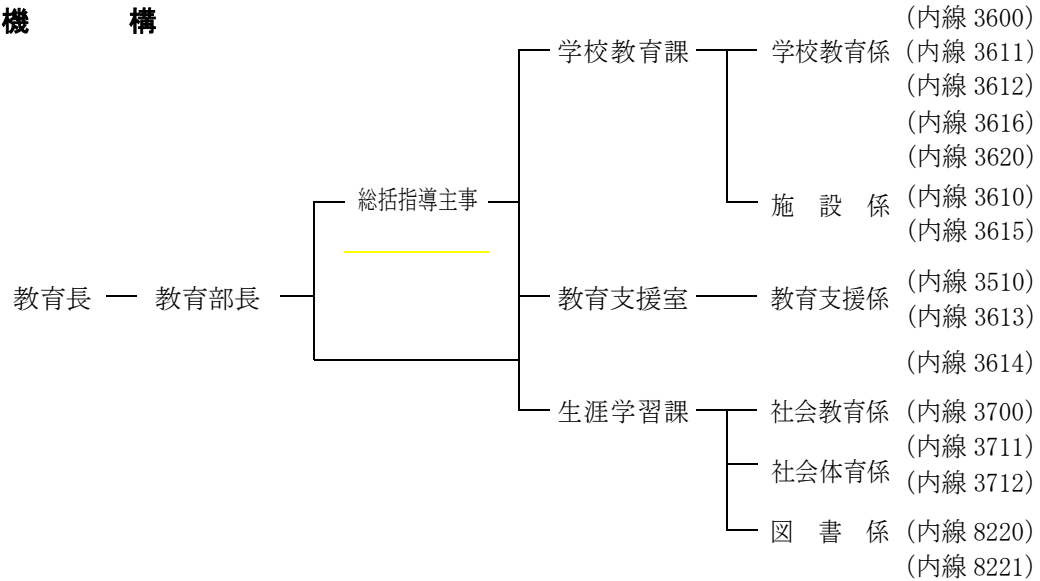 機　構
(内線 3600)
学校教育課　学校教育係 (内線 3611)
(内線 3612)
(内線 3616)
(内線 3620)
総括指導主事　施　設　係 (内線 3610)
(内線 3615)
教育長　教育部長　教育支援室　教育支援係 (内線 3510)
(内線 3613)
(内線 3614)
生涯学習課　社会教育係 (内線 3700)
(内線 3711)
社会体育係 (内線 3712)
図　書　係 (内線 8220)
(内線 8221)